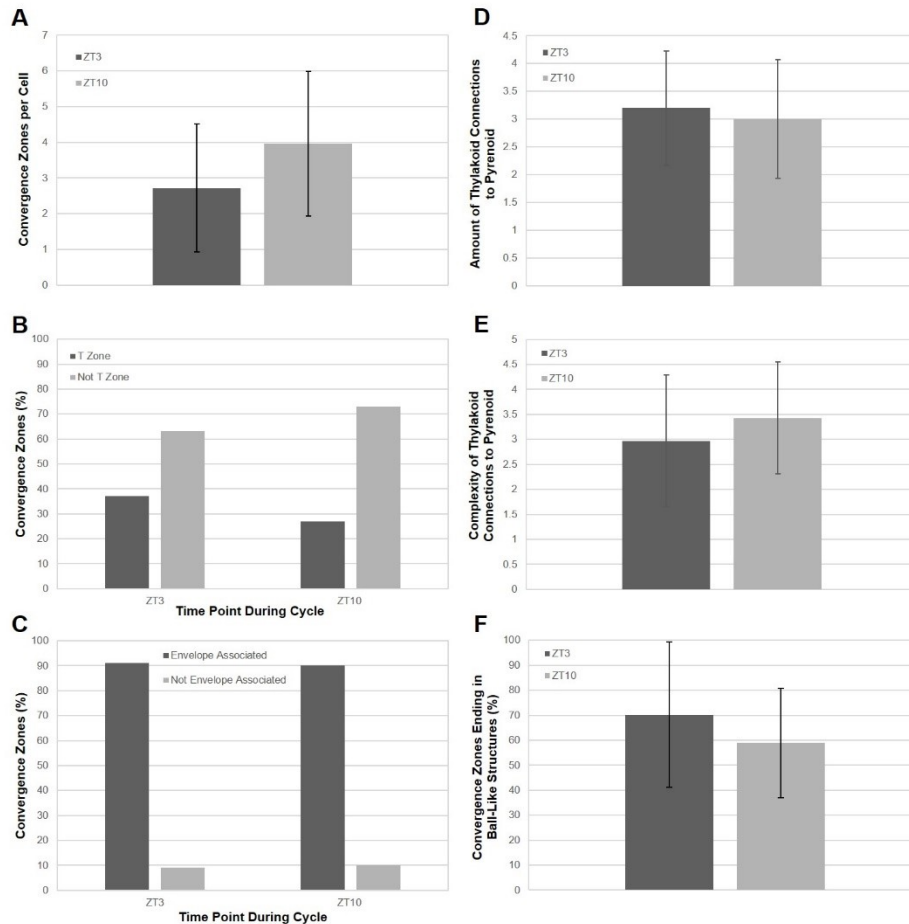 A
Convergence Zones per Cell
7
6
5
4
3
2
1
0
ZT3
ZT10
B
Convergence Zones (%)
100
90
80
70
60
50
40
30
20
10
0
T Zone
Not T Zone
ZT3
ZT10
Time Point During Cycle
C
Convergence Zones (%)
100
90
80
70
60
50
40
30
20
10
0
Envelope Associated
Not Envelope Associated
ZT3
ZT10
Time Point During Cycle
D
Amount of Thylakoid Connections
to Pyrenoid
4.5
4
3.5
3
2.5
2
1.5
1
0.5
0
ZT3
ZT10
E
Complexity of Thylakoid
Connections to Pyrenoid
5
4.5
4
3.5
3
2.5
2
1.5
1
0.5
0
ZT3
ZT10
F
Convergence Zones Ending in
Ball-Like Structures (%)
100
90
80
70
60
50
40
30
20
10
0
ZT3
ZT10